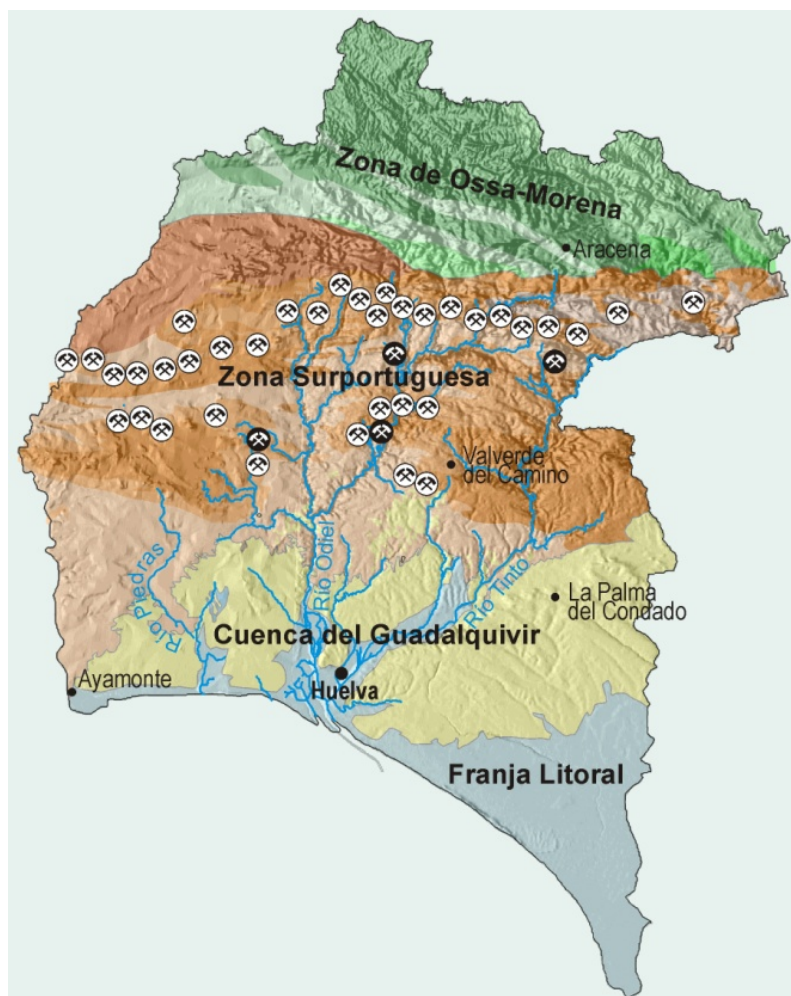 Zona de Ossa-Morena
Aracena
Zona Surportuguesa
Valverde
del Camino
Río Piedras
Río Odiel
Río Tinto
La Palma
del Condado
Cuenca del Guadalquivir
Ayamonte
Huelva
Franja Litoral